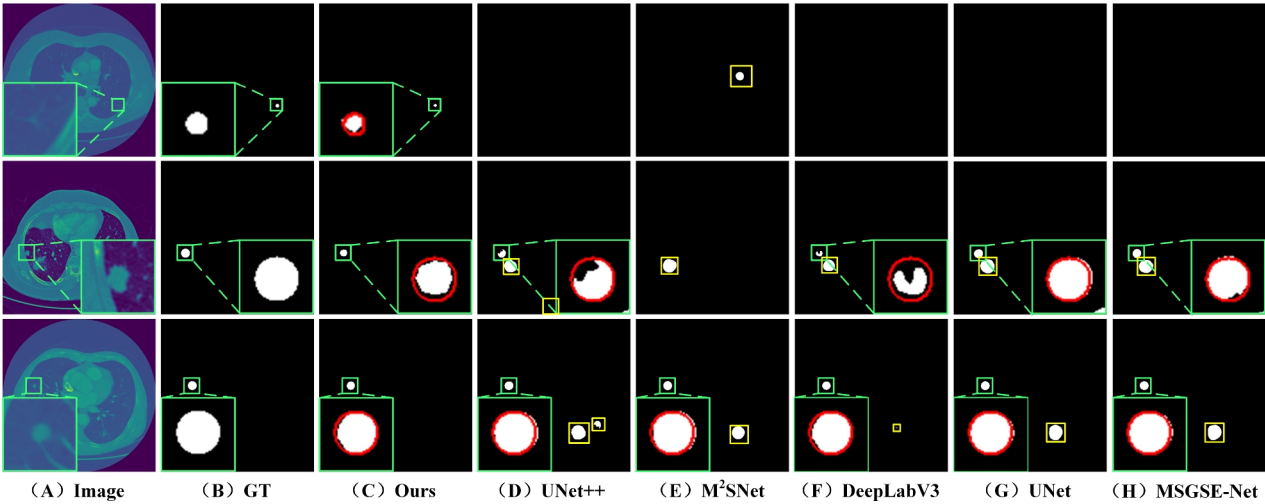 （A）Image （B）GT （C）Ours （D）UNet++ （E）M²SNet （F）DeepLabV3 （G）UNet （H）MSGSE-Net